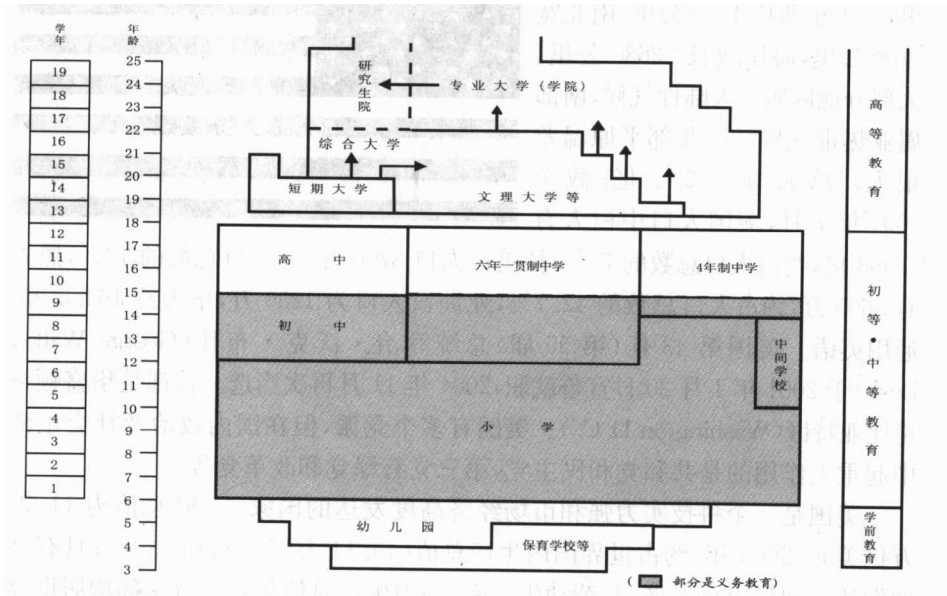 学年
年龄
19
18
17
16
15
14
13
12
11
10
9
8
7
6
5
4
3
2
1
25
24
23
22
21
20
19
18
17
16
15
14
13
12
11
10
9
8
7
6
5
4
3
研究院
专业大学（学院）
综合大学
短期大学
文理大学等
高中
六年一贯制中学
4年制中学
初中
中间学校
小学
幼儿园
保育学校等
高等教育
初等·中等教育
学前教育
（ 部分是义务教育）